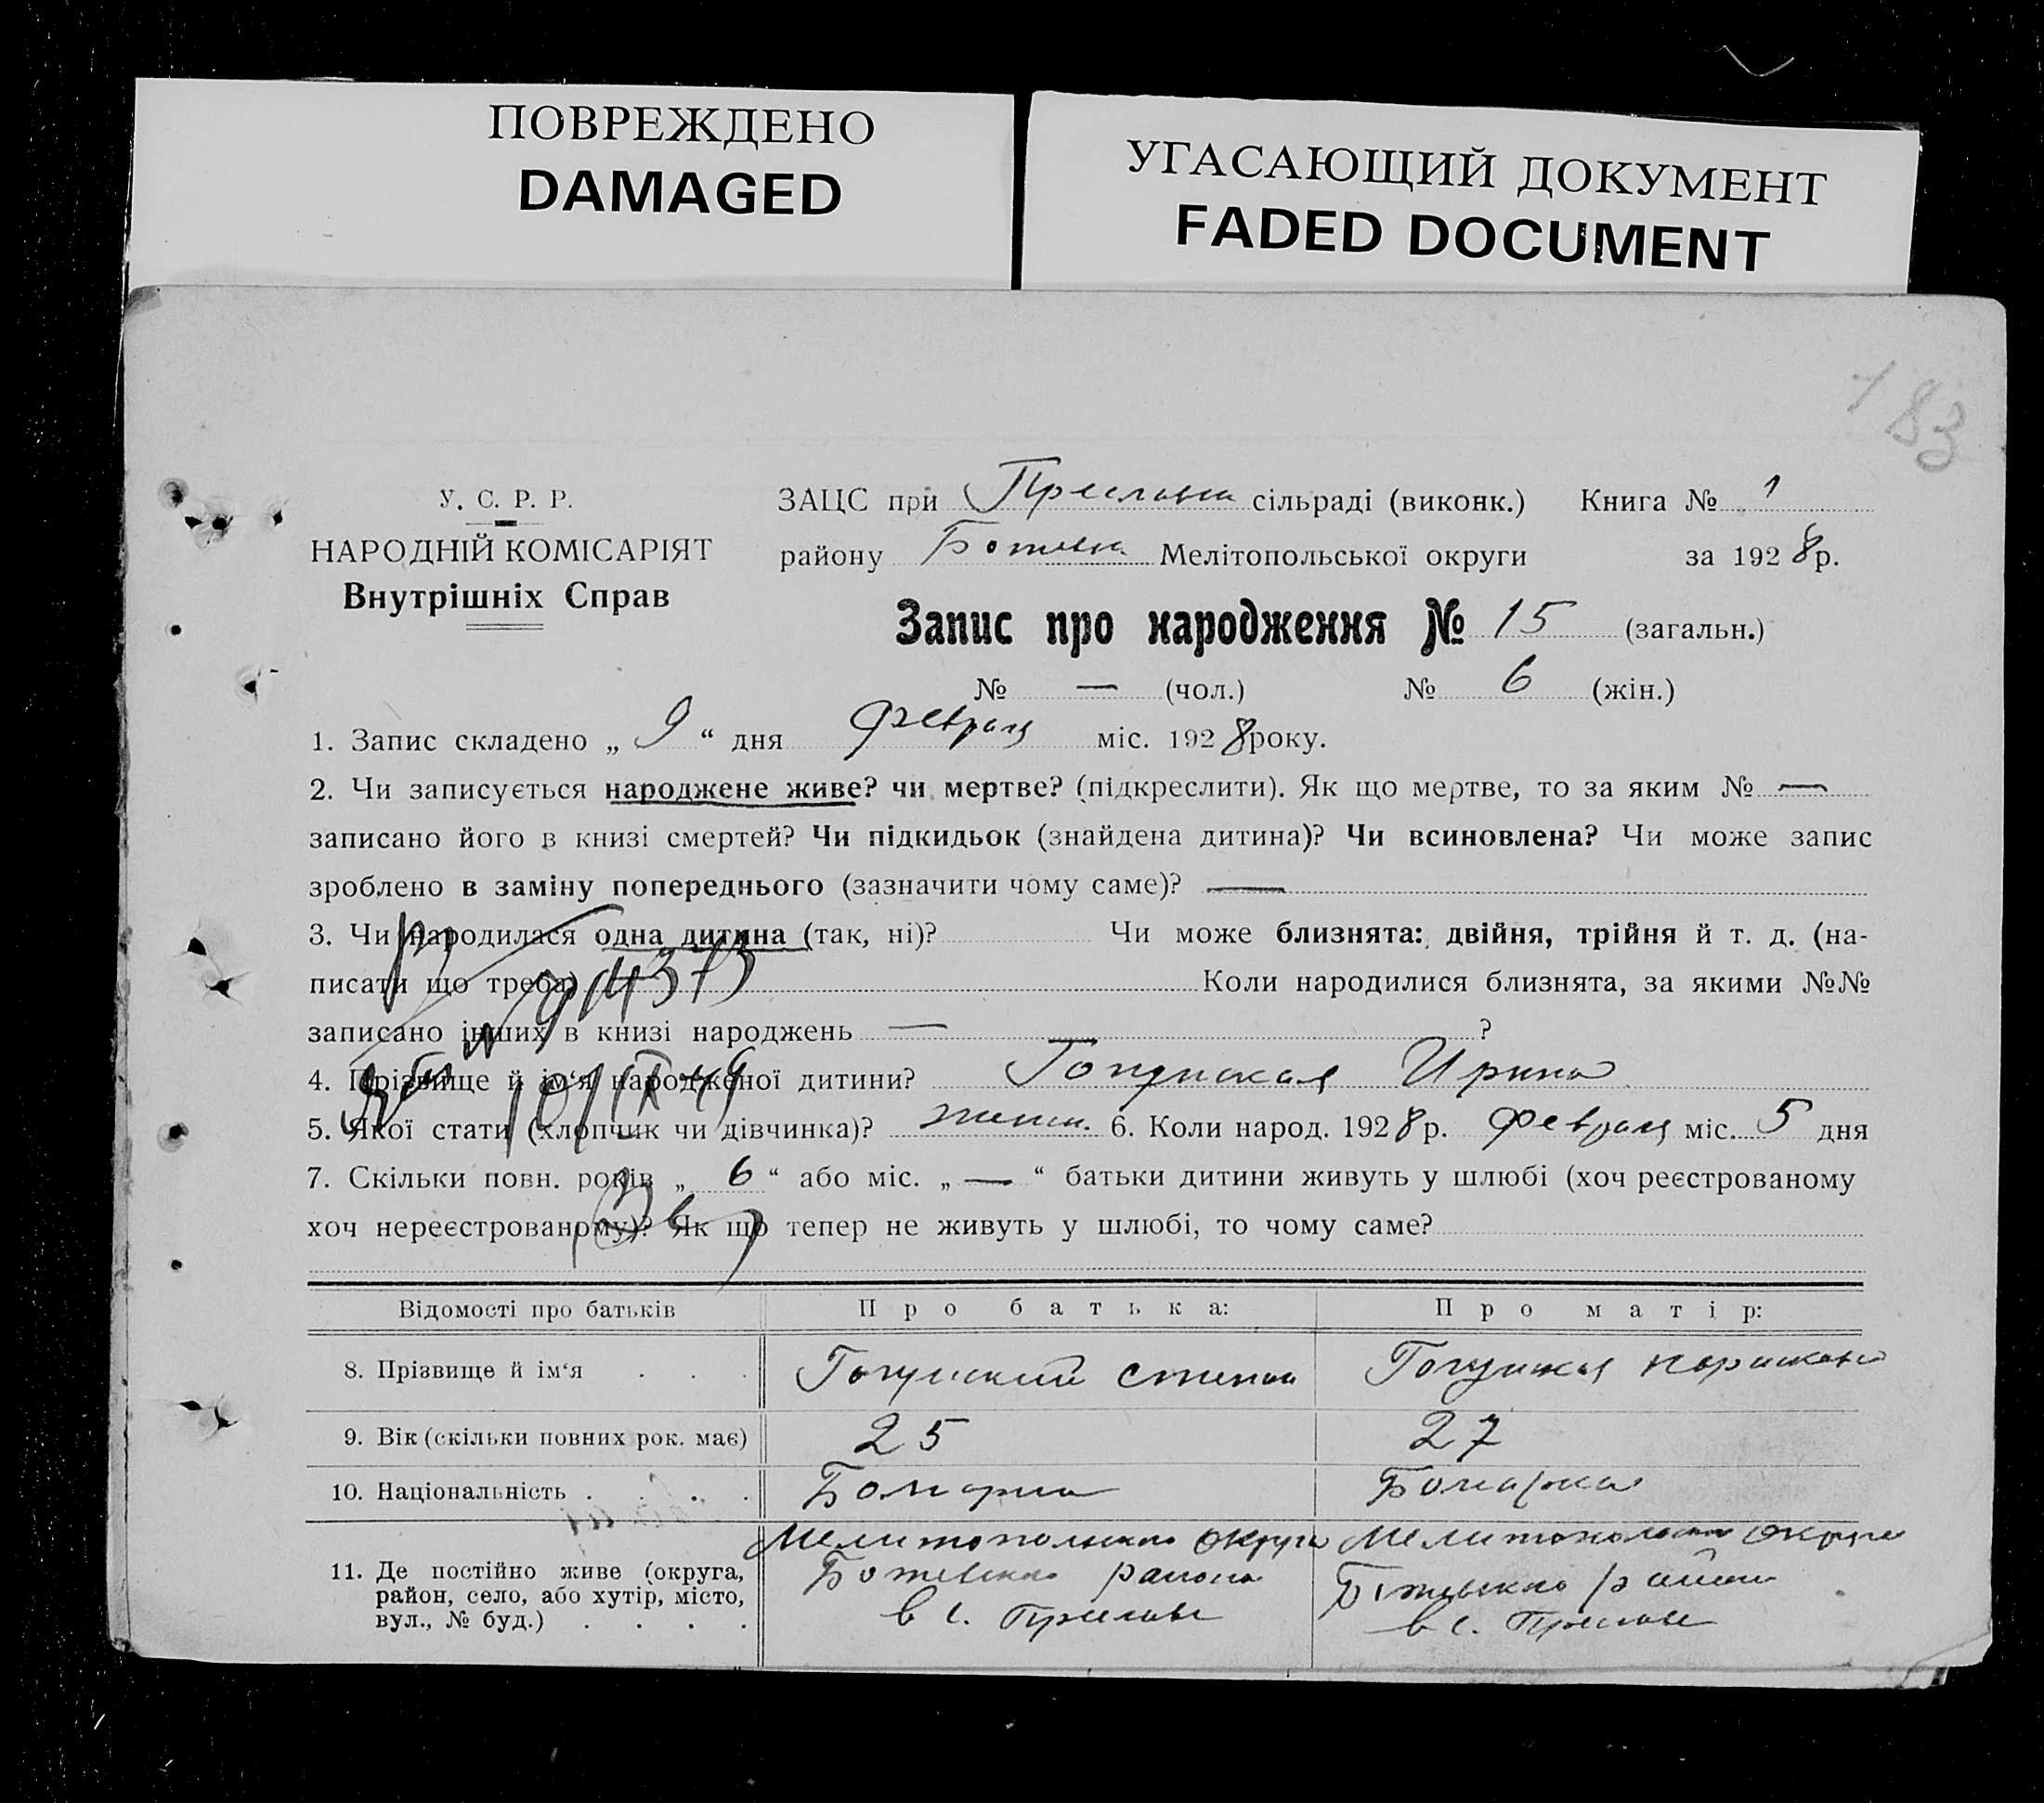 ПОВРЕЖДЕНО
DAMAGED
УГАСАЮЩИЙ ДОКУМЕНТ
FADED DOCUMENT
183
У. С. Р. Р.
НАРОДНІЙ КОМІСАРІЯТ
Внутрішніх Справ
ЗАЦС при Преславск сільраді (виконк.) Книга № 1
району Ботиевск Мелітопольської округи за 1928 р.
Запис про народження № 15 (загальн.)
№ — (чол.) № 6 (жін.)
1. Запис складено „ 9 “ дня Февраля міс. 1928 року.
2. Чи записується народжене живе? чи мертве? (підкреслити). Як що мертве, то за яким № —
записано його в книзі смертей? Чи підкидьок (знайдена дитина)? Чи всиновлена? Чи може запис
зроблено в заміну попереднього (зазначити чому саме)? —
3. Чи народилася одна дитина (так, ні)? Чи може близнята: двійня, трійня й т. д. (на-
писати що треба) Коли народилися близнята, за якими №№
записано інших в книзі народжень — ?
4. Прізвище й ім‘я народженої дитини? Ирина
5. Якої стати (хлопчик чи дівчинка)? женск. 6. Коли народ. 1928 р. Февраля міс. 5 дня
7. Скільки повн. років „ 6 “ або міс. „ — “ батьки дитини живуть у шлюбі (хоч реєстрованому
хоч нереєстрованому)? Як що тепер не живуть у шлюбі, то чому саме?
Відомості про батьків Про батька: Про матір:
8. Прізвище й ім‘я . . . Степан
9. Вік (скільки повних рок. має) 25 27
10. Національність . . . . Болгарин Болгарка
Мелитопольского округа Мелитопольского округа
11. Де постійно живе (округа, Ботиевского района Ботиевского района
район, село, або хутір, місто, в с. Преславе в с. Преславе
вул., № буд.) . . . .